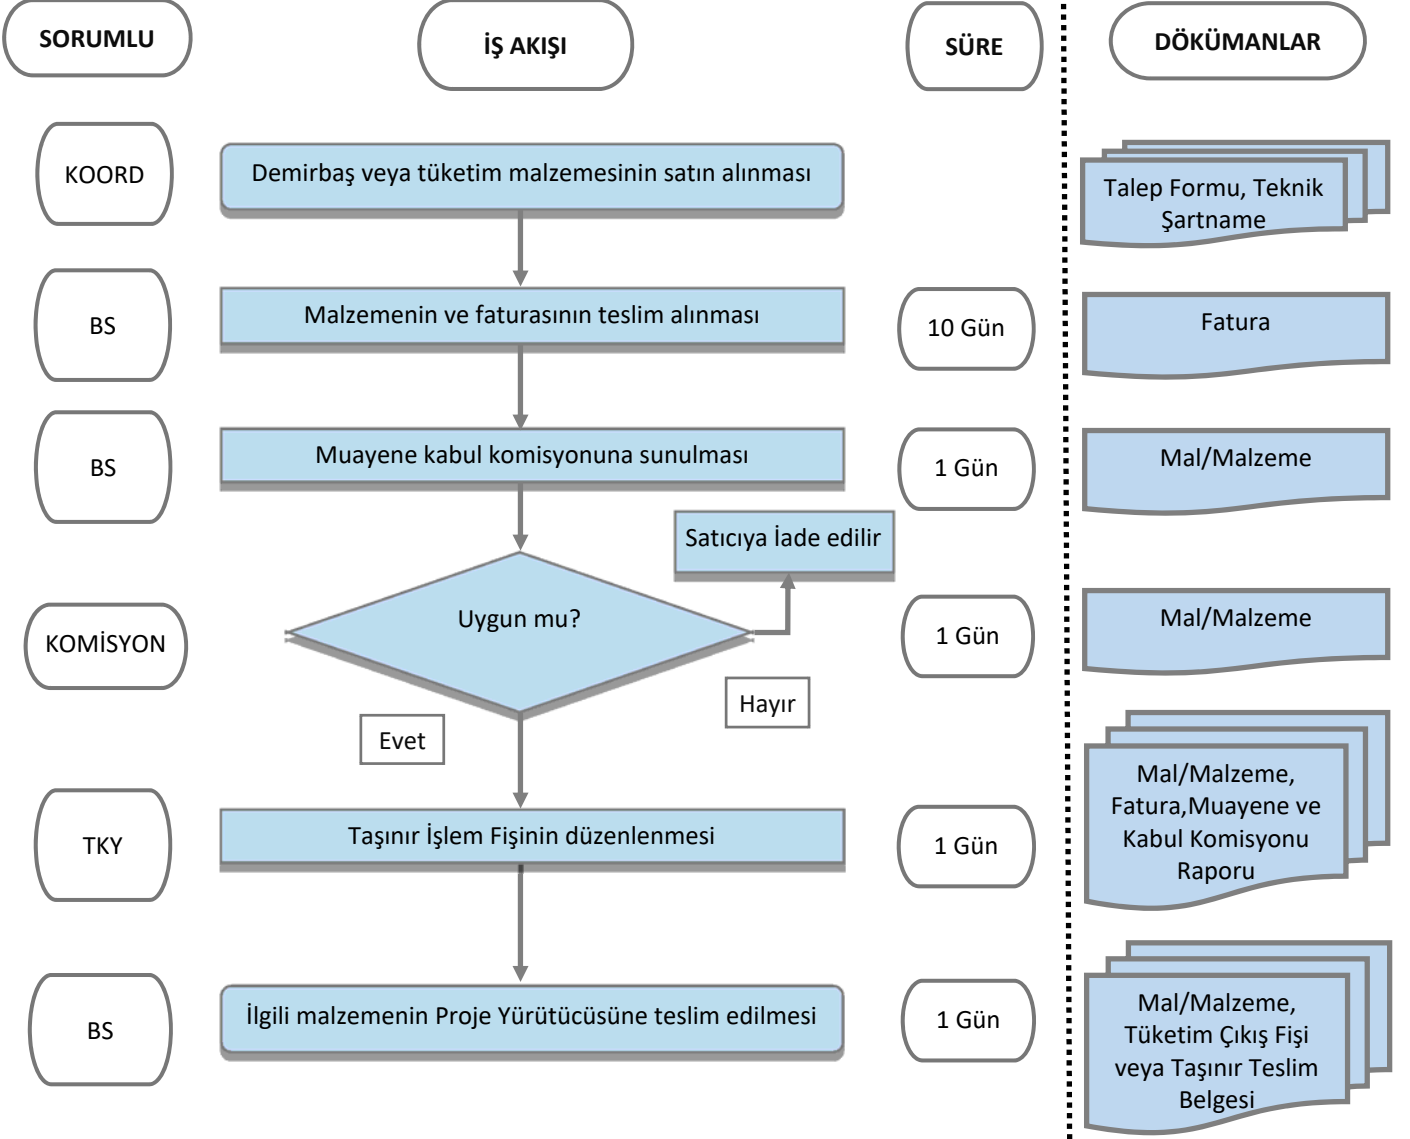 SORUMLU
İŞ AKIŞI
SÜRE
DÖKÜMANLAR
KOORD
Demirbaş veya tüketim malzemesinin satın alınması
Talep Formu, Teknik
Şartname
BS
Malzemenin ve faturasının teslim alınması
10 Gün
Fatura
BS
Muayene kabul komisyonuna sunulması
1 Gün
Mal/Malzeme
Satıcıya İade edilir
KOMİSYON
Uygun mu?
1 Gün
Mal/Malzeme
Hayır
Evet
TKY
Taşınır İşlem Fişinin düzenlenmesi
1 Gün
Mal/Malzeme,
Fatura,Muayene ve
Kabul Komisyonu
Raporu
BS
İlgili malzemenin Proje Yürütücüsüne teslim edilmesi
1 Gün
Mal/Malzeme,
Tüketim Çıkış Fişi
veya Taşınır Teslim
Belgesi